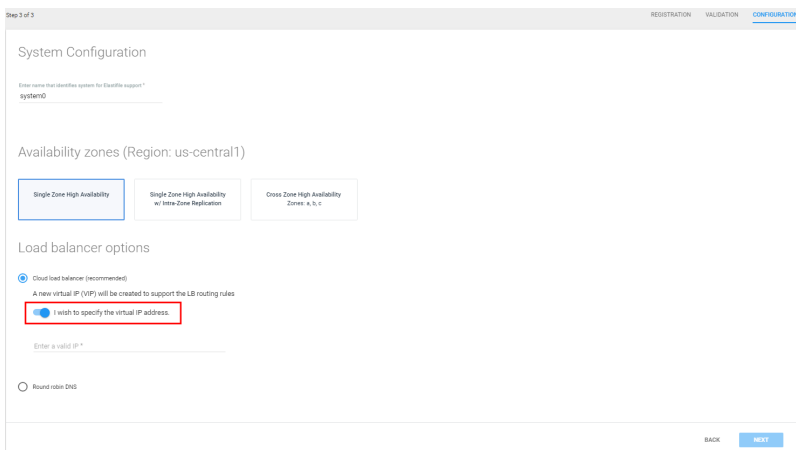 Step 3 of 3
REGISTRATION VALIDATION CONFIGURATION
System Configuration
Enter name that identifies system for Elastifile support *
system0
Availability zones (Region: us-central1)
Single Zone High Availability
Single Zone High Availability
w/ Intra-Zone Replication
Cross Zone High Availability
Zones: a, b, c
Load balancer options
Cloud load balancer (recommended)
A new virtual IP (VIP) will be created to support the LB routing rules
I wish to specify the virtual IP address.
Enter a valid IP *
Round robin DNS
BACK NEXT